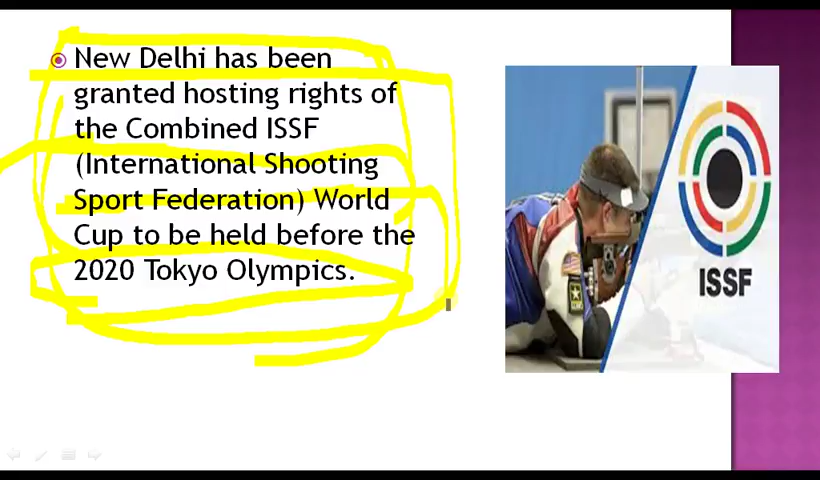 New Delhi has been
granted hosting rights of
the Combined ISSF
(International Shooting
Sport Federation) World
Cup to be held before the
2020 Tokyo Olympics.
ISSF